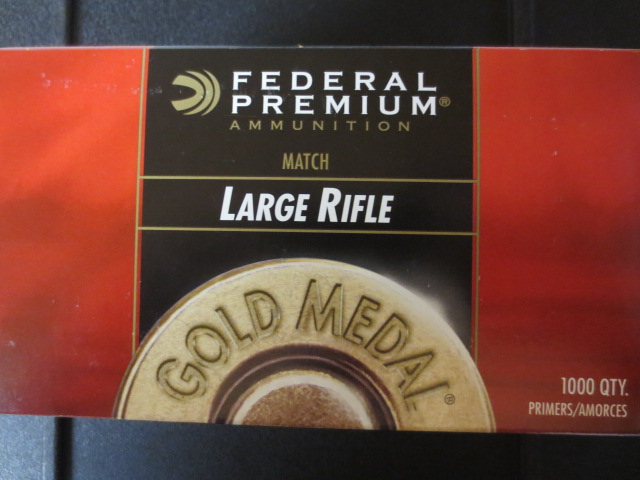 FEDERAL
PREMIUM®
AMMUNITION
MATCH
LARGE RIFLE
GOLD MEDAL®
1000 QTY.
PRIMERS/AMORCES